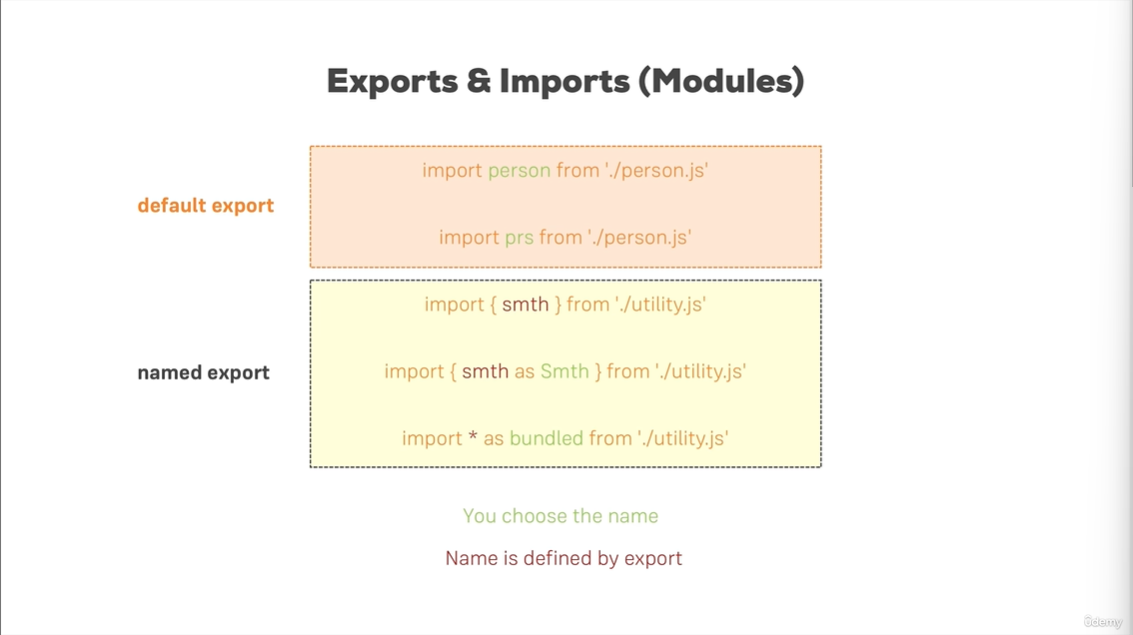 Exports & Imports (Modules)
default export
import person from './person.js'
import prs from './person.js'
named export
import { smth } from './utility.js'
import { smth as Smth } from './utility.js'
import * as bundled from './utility.js'
You choose the name
Name is defined by export
ûdemy